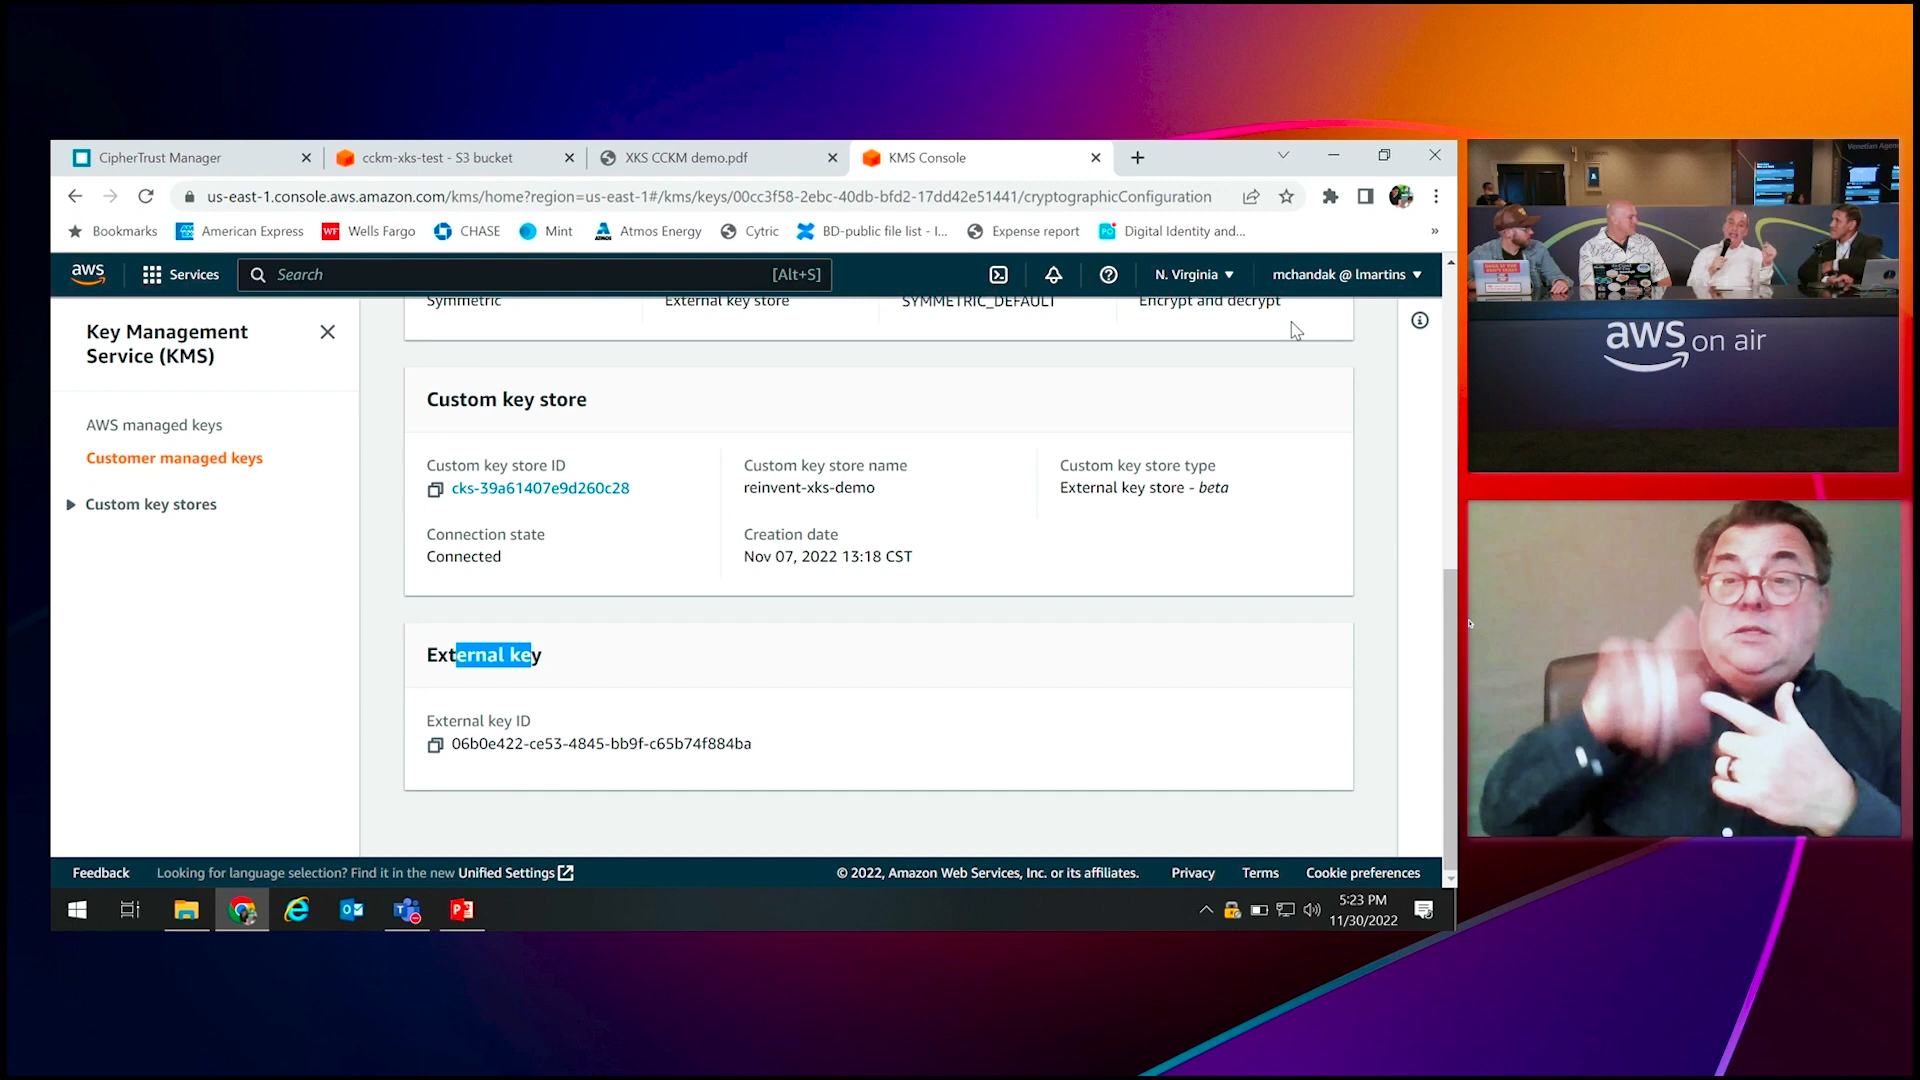 CipherTrust Manager
cckm-xks-test - S3 bucket
XKS CCKM demo.pdf
KMS Console
us-east-1.console.aws.amazon.com/kms/home?region=us-east-1#/kms/keys/00cc3f58-2ebc-40db-bfd2-17dd42e51441/cryptographicConfiguration
Bookmarks
American Express
WF Wells Fargo
CHASE
Mint
ATMOS Atmos Energy
Cytric
BD-public file list - I...
Expense report
PO Digital Identity and...
»
aws
Services
Search
[Alt+S]
N. Virginia
mchandak @ lmartins
Key Management
Service (KMS)
AWS managed keys
Customer managed keys
Custom key stores
Symmetric
External key store
SYMMETRIC_DEFAULT
Encrypt and decrypt
Custom key store
Custom key store ID
cks-39a61407e9d260c28
Custom key store name
reinvent-xks-demo
Custom key store type
External key store - beta
Connection state
Connected
Creation date
Nov 07, 2022 13:18 CST
External key
External key ID
06b0e422-ce53-4845-bb9f-c65b74f884ba
Feedback
Looking for language selection? Find it in the new Unified Settings
© 2022, Amazon Web Services, Inc. or its affiliates.
Privacy
Terms
Cookie preferences
5:23 PM
11/30/2022
Venetian Agen
aws on air